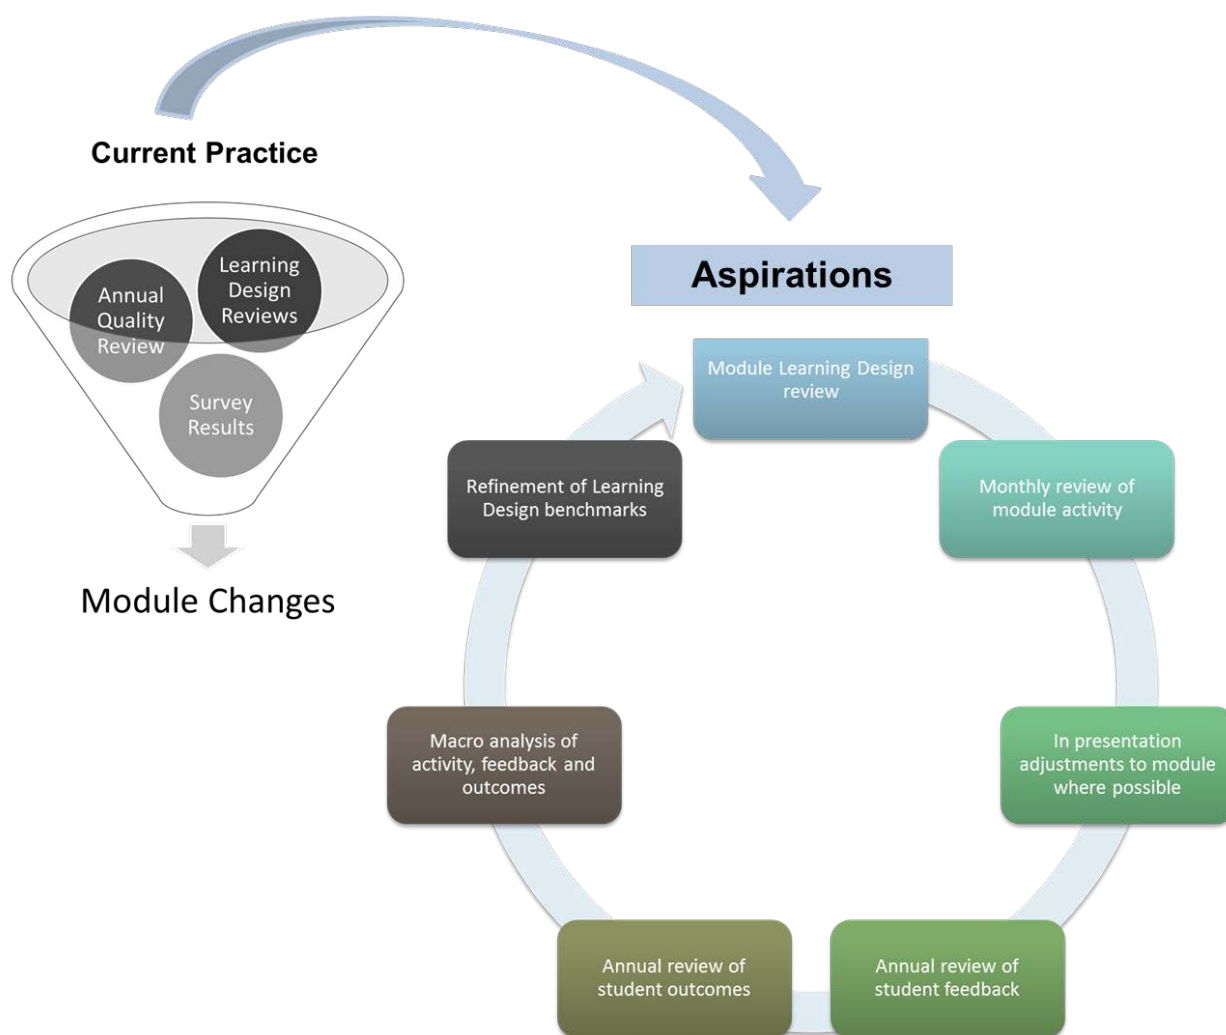 Current Practice
Learning
Design
Reviews
Annual
Quality
Review
Survey
Results
Module Changes
Aspirations
Module Learning Design
review
Monthly review of
module activity
In presentation
adjustments to module
where possible
Annual review of
student feedback
Annual review of
student outcomes
Macro analysis of
activity, feedback and
outcomes
Refinement of Learning
Design benchmarks